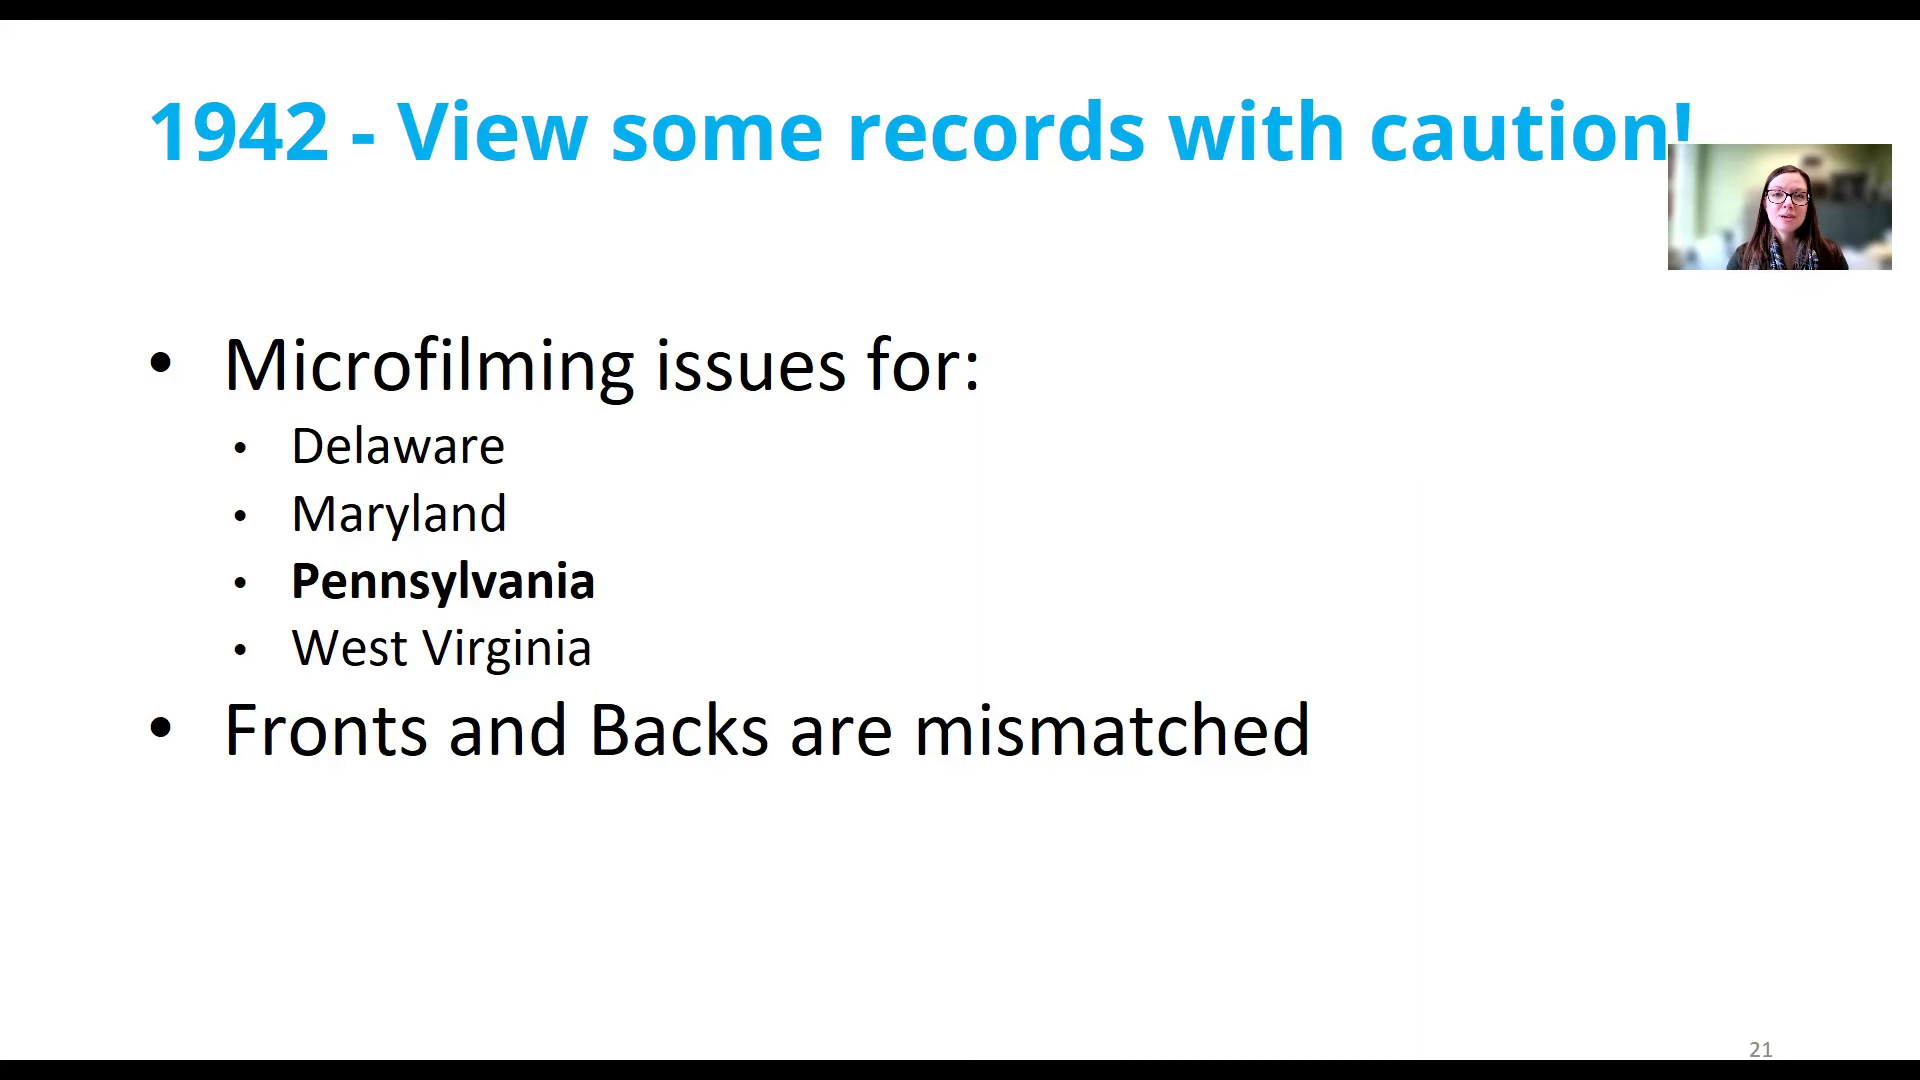 1942 - View some records with caution!
• Microfilming issues for:
• Delaware
• Maryland
• Pennsylvania
• West Virginia
• Fronts and Backs are mismatched
21